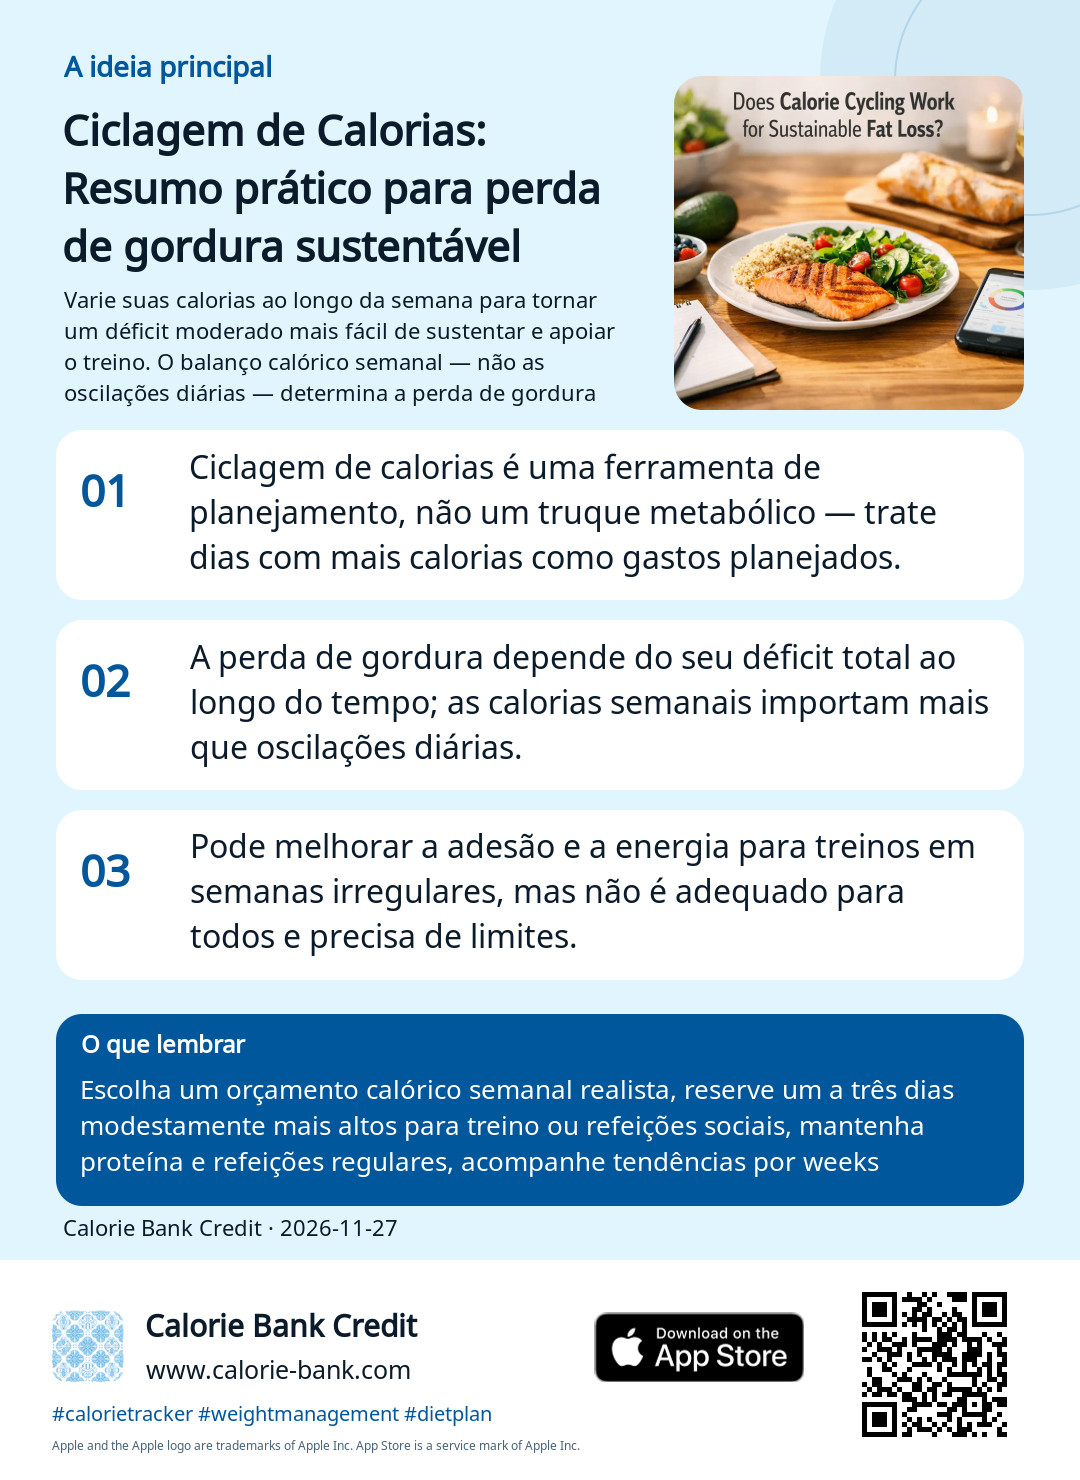 A ideia principal
Ciclagem de Calorias:
Resumo prático para perda
de gordura sustentável
Varie suas calorias ao longo da semana para tornar
um déficit moderado mais fácil de sustentar e apoiar
o treino. O balanço calórico semanal — não as
oscilações diárias — determina a perda de gordura
Does Calorie Cycling Work
for Sustainable Fat Loss?
01
Ciclagem de calorias é uma ferramenta de
planejamento, não um truque metabólico — trate
dias com mais calorias como gastos planejados.
02
A perda de gordura depende do seu déficit total ao
longo do tempo; as calorias semanais importam mais
que oscilações diárias.
03
Pode melhorar a adesão e a energia para treinos em
semanas irregulares, mas não é adequado para
todos e precisa de limites.
O que lembrar
Escolha um orçamento calórico semanal realista, reserve um a três dias
modestamente mais altos para treino ou refeições sociais, mantenha
proteína e refeições regulares, acompanhe tendências por weeks
Calorie Bank Credit · 2026-11-27
Calorie Bank Credit
www.calorie-bank.com
Download on the
App Store
#calorietracker #weightmanagement #dietplan
Apple and the Apple logo are trademarks of Apple Inc. App Store is a service mark of Apple Inc.